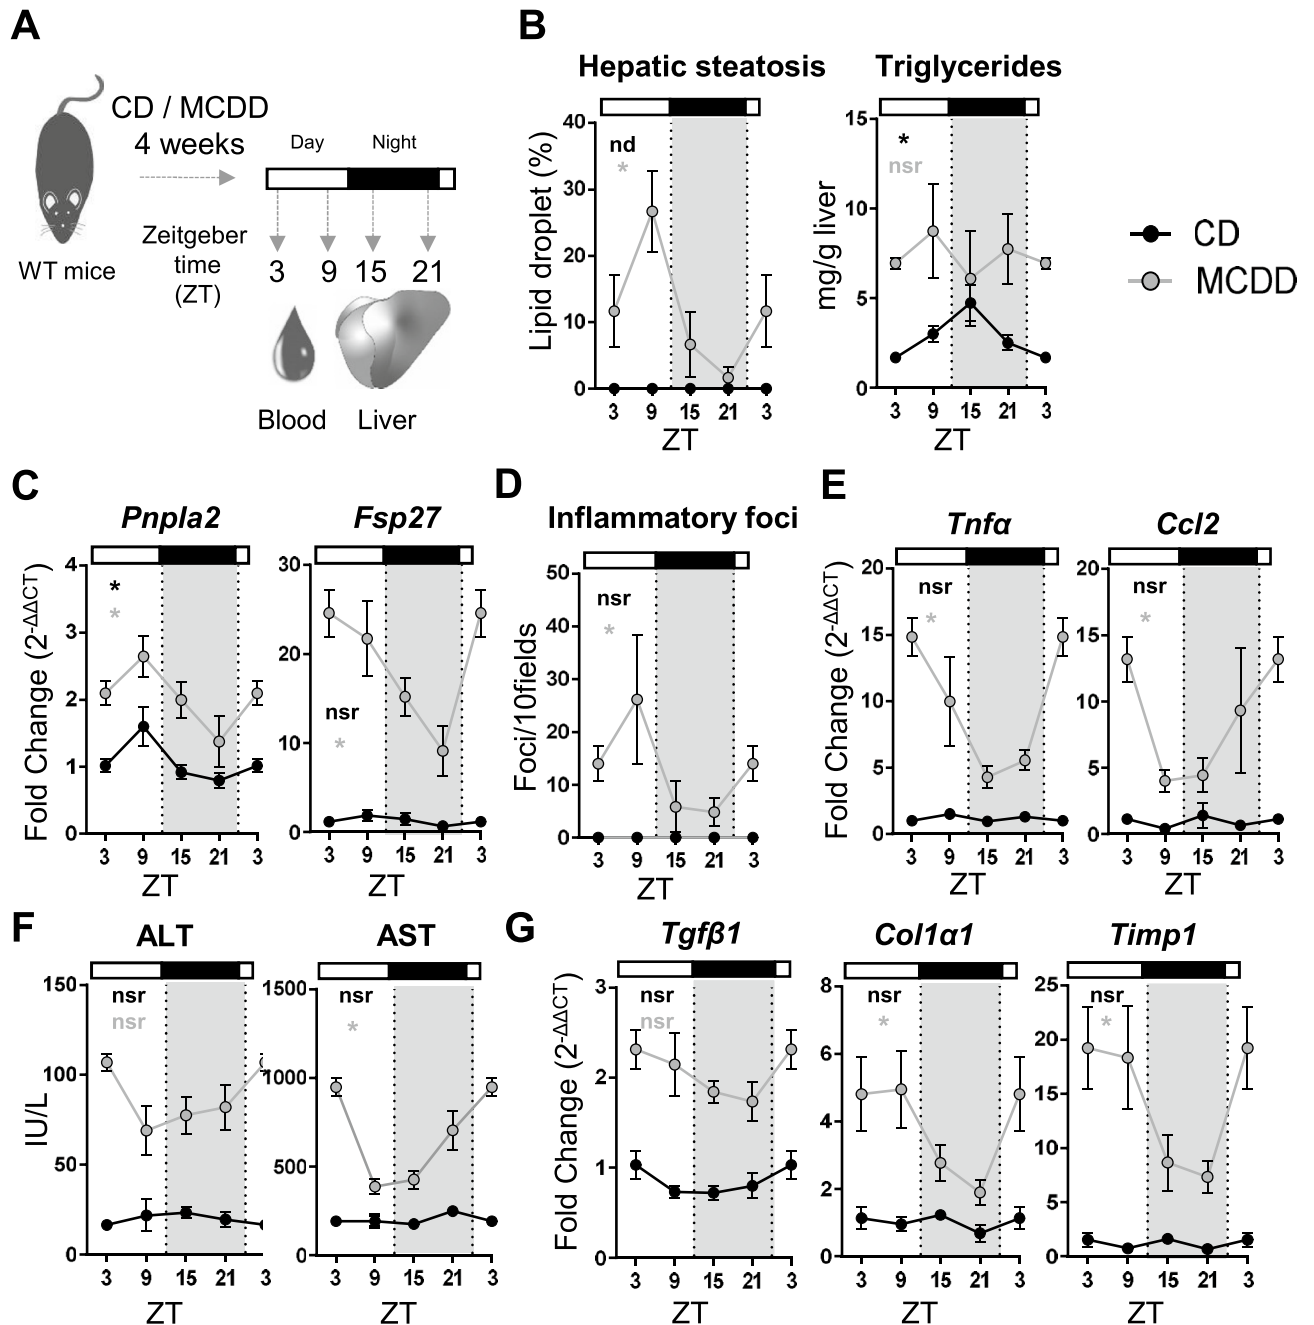 A
CD / MCDD
4 weeks
WT mice
Day Night
Zeitgeber
time
(ZT)
3 9 15 21
Blood Liver
B
Hepatic steatosis
Lipid droplet (%)
40
30
20
10
0
nd
*
3 9 15 21 3
ZT
Triglycerides
mg/g liver
15
10
5
0
*
nsr
3 9 15 21 3
ZT
CD
MCDD
C
Pnpla2
Fold Change (2-ΔΔCT)
4
3
2
1
0
*
*
3 9 15 21 3
ZT
Fsp27
30
20
10
0
nsr
*
3 9 15 21 3
ZT
D
Inflammatory foci
Foci/10fields
50
40
30
20
10
0
nsr
*
3 9 15 21 3
ZT
E
Tnfα
Fold Change (2-ΔΔCT)
20
15
10
5
0
nsr
*
3 9 15 21 3
ZT
Ccl2
20
15
10
5
0
nsr
*
3 9 15 21 3
ZT
F
ALT
IU/L
150
100
50
0
nsr
nsr
3 9 15 21 3
ZT
AST
1500
1000
500
0
nsr
*
3 9 15 21 3
ZT
G
Tgfβ1
Fold Change (2-ΔΔCT)
3
2
1
0
nsr
nsr
3 9 15 21 3
ZT
Col1α1
8
6
4
2
0
nsr
*
3 9 15 21 3
ZT
Timp1
25
20
15
10
5
0
nsr
*
3 9 15 21 3
ZT